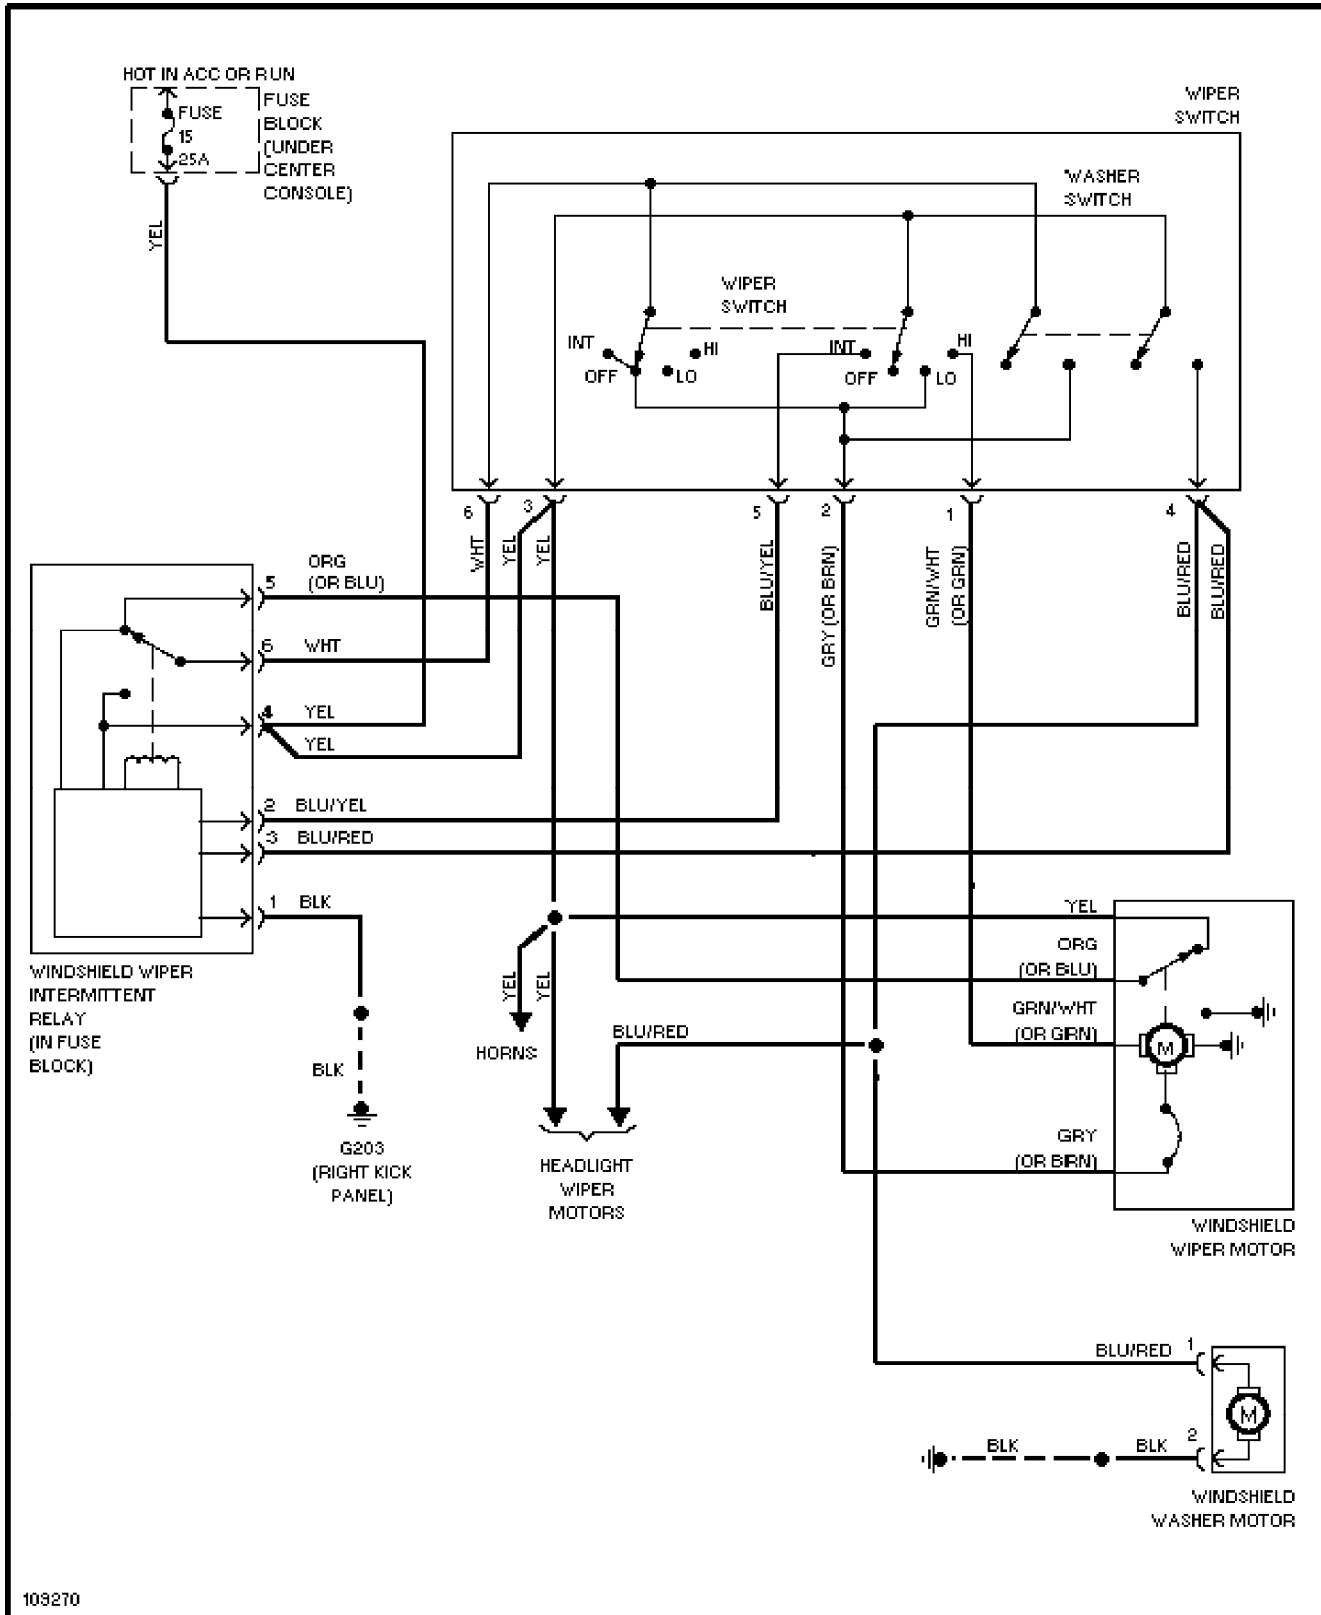 HOT IN ACC OR RUN
FUSE
15
25A
FUSE
BLOCK
(UNDER
CENTER
CONSOLE)
YEL
WIPER
SWITCH
WASHER
SWITCH
WIPER
SWITCH
INT
OFF
LO
HI
INT
OFF
LO
HI
6
3
5
2
1
4
WHT
YEL
YEL
BLU/YEL
GRY (OR BRN)
GRN/WHT
(OR GRN)
BLU/RED
BLU/RED
5
ORG
(OR BLU)
6
WHT
4
YEL
YEL
2
BLU/YEL
3
BLU/RED
1
BLK
WINDSHIELD WIPER
INTERMITTENT
RELAY
(IN FUSE
BLOCK)
BLK
G203
(RIGHT KICK
PANEL)
YEL
YEL
HORNS
BLU/RED
HEADLIGHT
WIPER
MOTORS
YEL
ORG
(OR BLU)
GRN/WHT
(OR GRN)
M
GRY
(OR BRN)
WINDSHIELD
WIPER MOTOR
BLU/RED
1
M
BLK
BLK
2
WINDSHIELD
WASHER MOTOR
109270